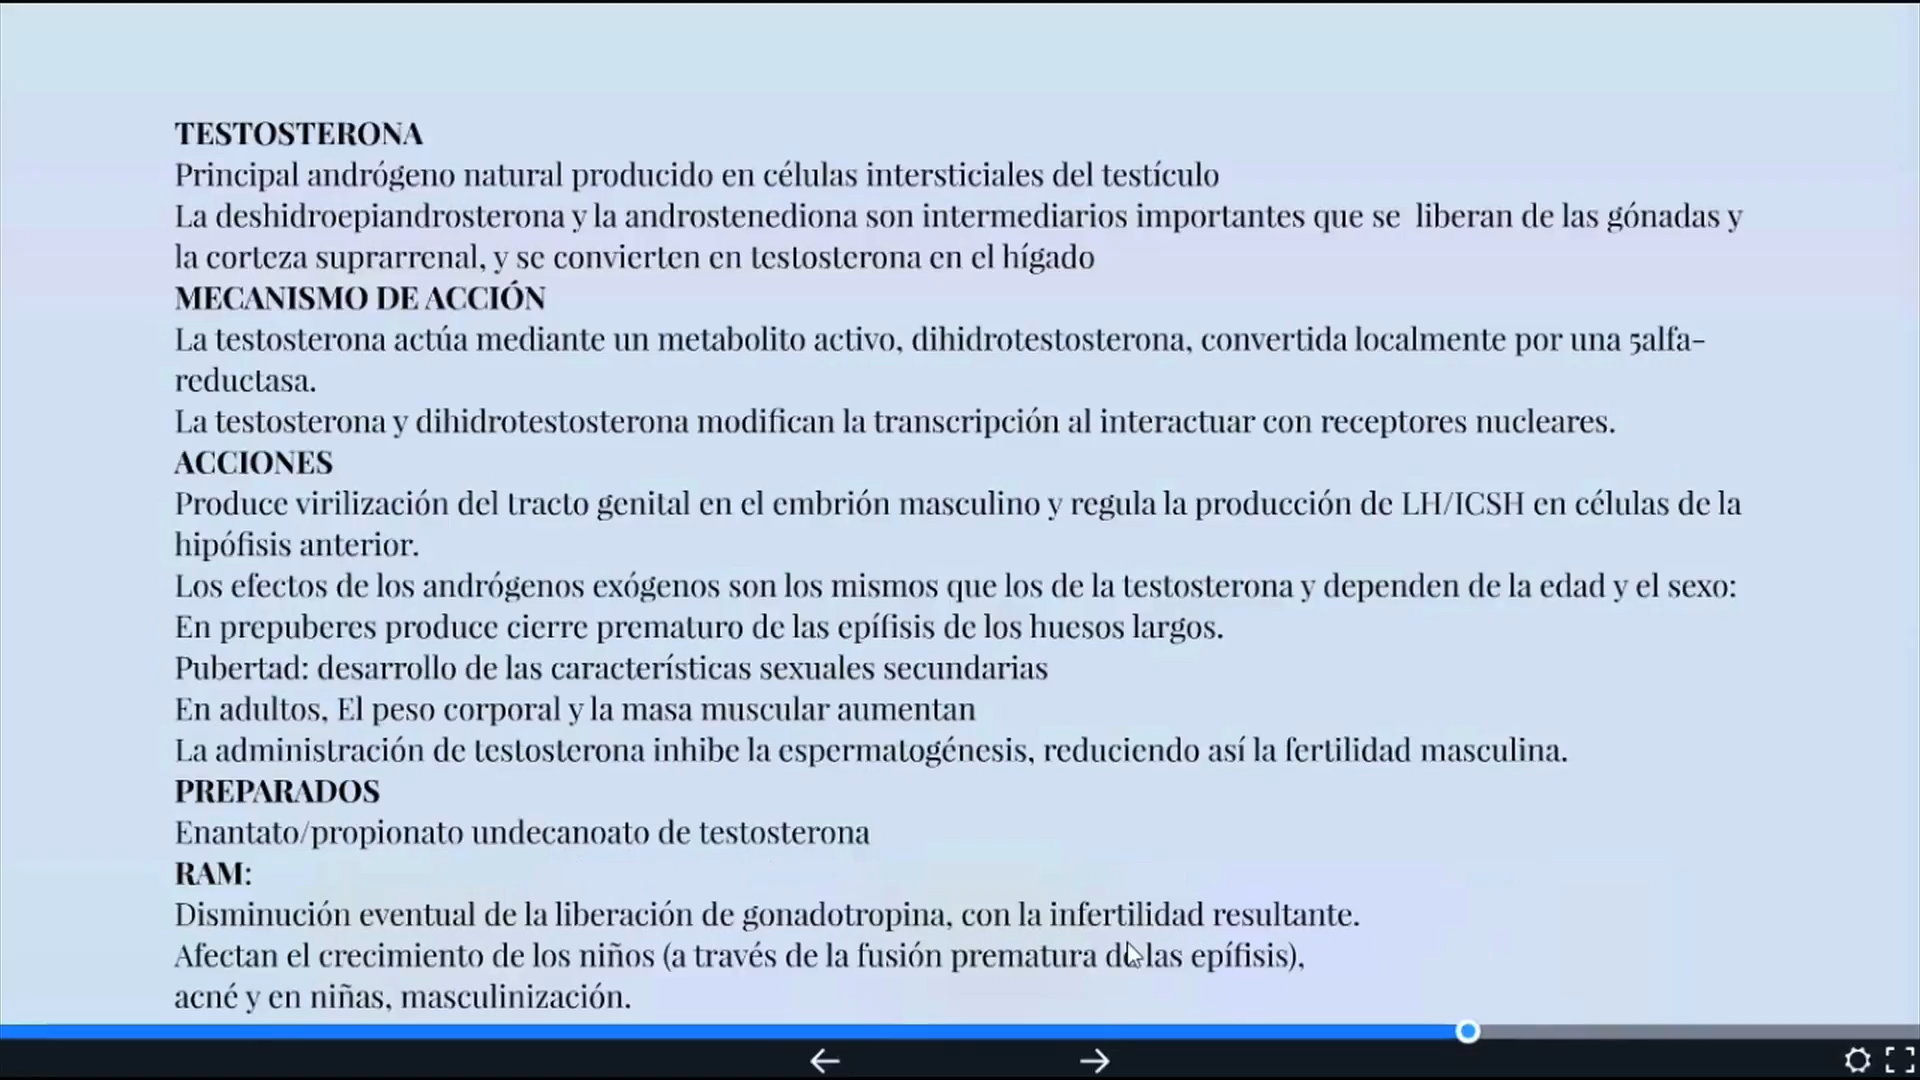 TESTOSTERONA
Principal andrógeno natural producido en células intersticiales del testículo
La deshidroepiandrosterona y la androstenediona son intermediarios importantes que se liberan de las gónadas y
la corteza suprarrenal, y se convierten en testosterona en el hígado
MECANISMO DE ACCIÓN
La testosterona actúa mediante un metabolito activo, dihidrotestosterona, convertida localmente por una 5alfa-
reductasa.
La testosterona y dihidrotestosterona modifican la transcripción al interactuar con receptores nucleares.
ACCIONES
Produce virilización del tracto genital en el embrión masculino y regula la producción de LH/ICSH en células de la
hipófisis anterior.
Los efectos de los andrógenos exógenos son los mismos que los de la testosterona y dependen de la edad y el sexo:
En prepuberes produce cierre prematuro de las epífisis de los huesos largos.
Pubertad: desarrollo de las características sexuales secundarias
En adultos, El peso corporal y la masa muscular aumentan
La administración de testosterona inhibe la espermatogénesis, reduciendo así la fertilidad masculina.
PREPARADOS
Enantato/propionato undecanoato de testosterona
RAM:
Disminución eventual de la liberación de gonadotropina, con la infertilidad resultante.
Afectan el crecimiento de los niños (a través de la fusión prematura de las epífisis),
acné y en niñas, masculinización.